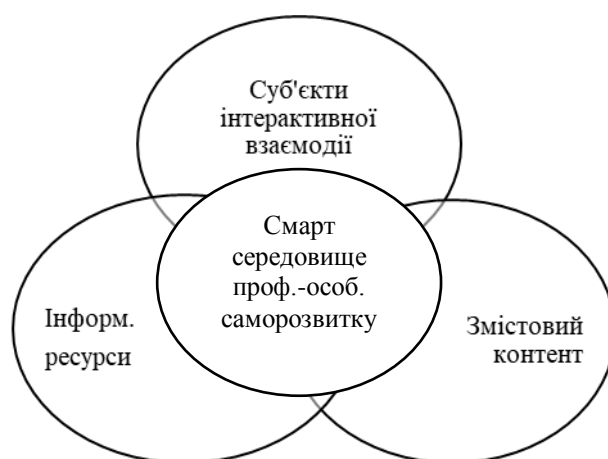 Суб'єкти
інтерактивної
взаємодії
Смарт
середовище
проф.-особ.
саморозвитку
Інформ.
ресурси
Змістовий
контент